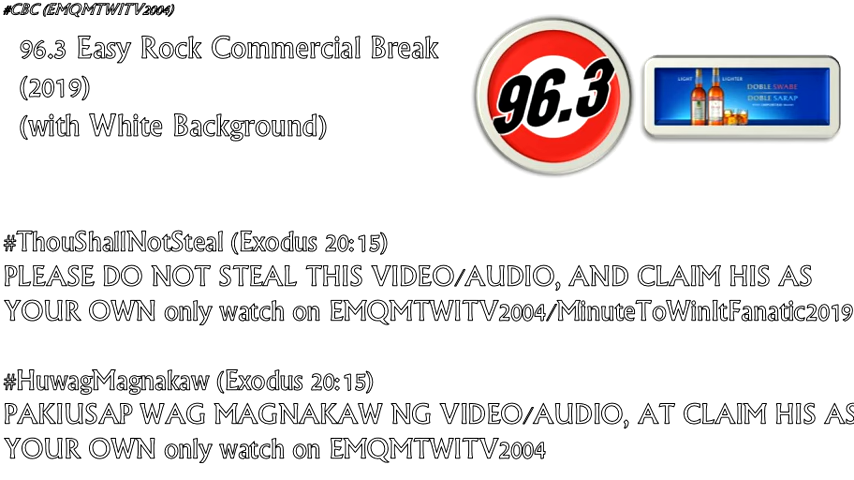 #CBC (EMQMTWITV2004)
96.3 Easy Rock Commercial Break
(2019)
(with White Background)
96.3
LIGHT LIGHTER
DOBLE SWABE
DOBLE SARAP
#ThouShallNotSteal (Exodus 20:15)
PLEASE DO NOT STEAL THIS VIDEO/AUDIO, AND CLAIM HIS AS
YOUR OWN only watch on EMQMTWITV2004/MinuteToWinItFanatic2019
#HuwagMagnakaw (Exodus 20:15)
PAKIUSAP WAG MAGNAKAW NG VIDEO/AUDIO, AT CLAIM HIS AS
YOUR OWN only watch on EMQMTWITV2004